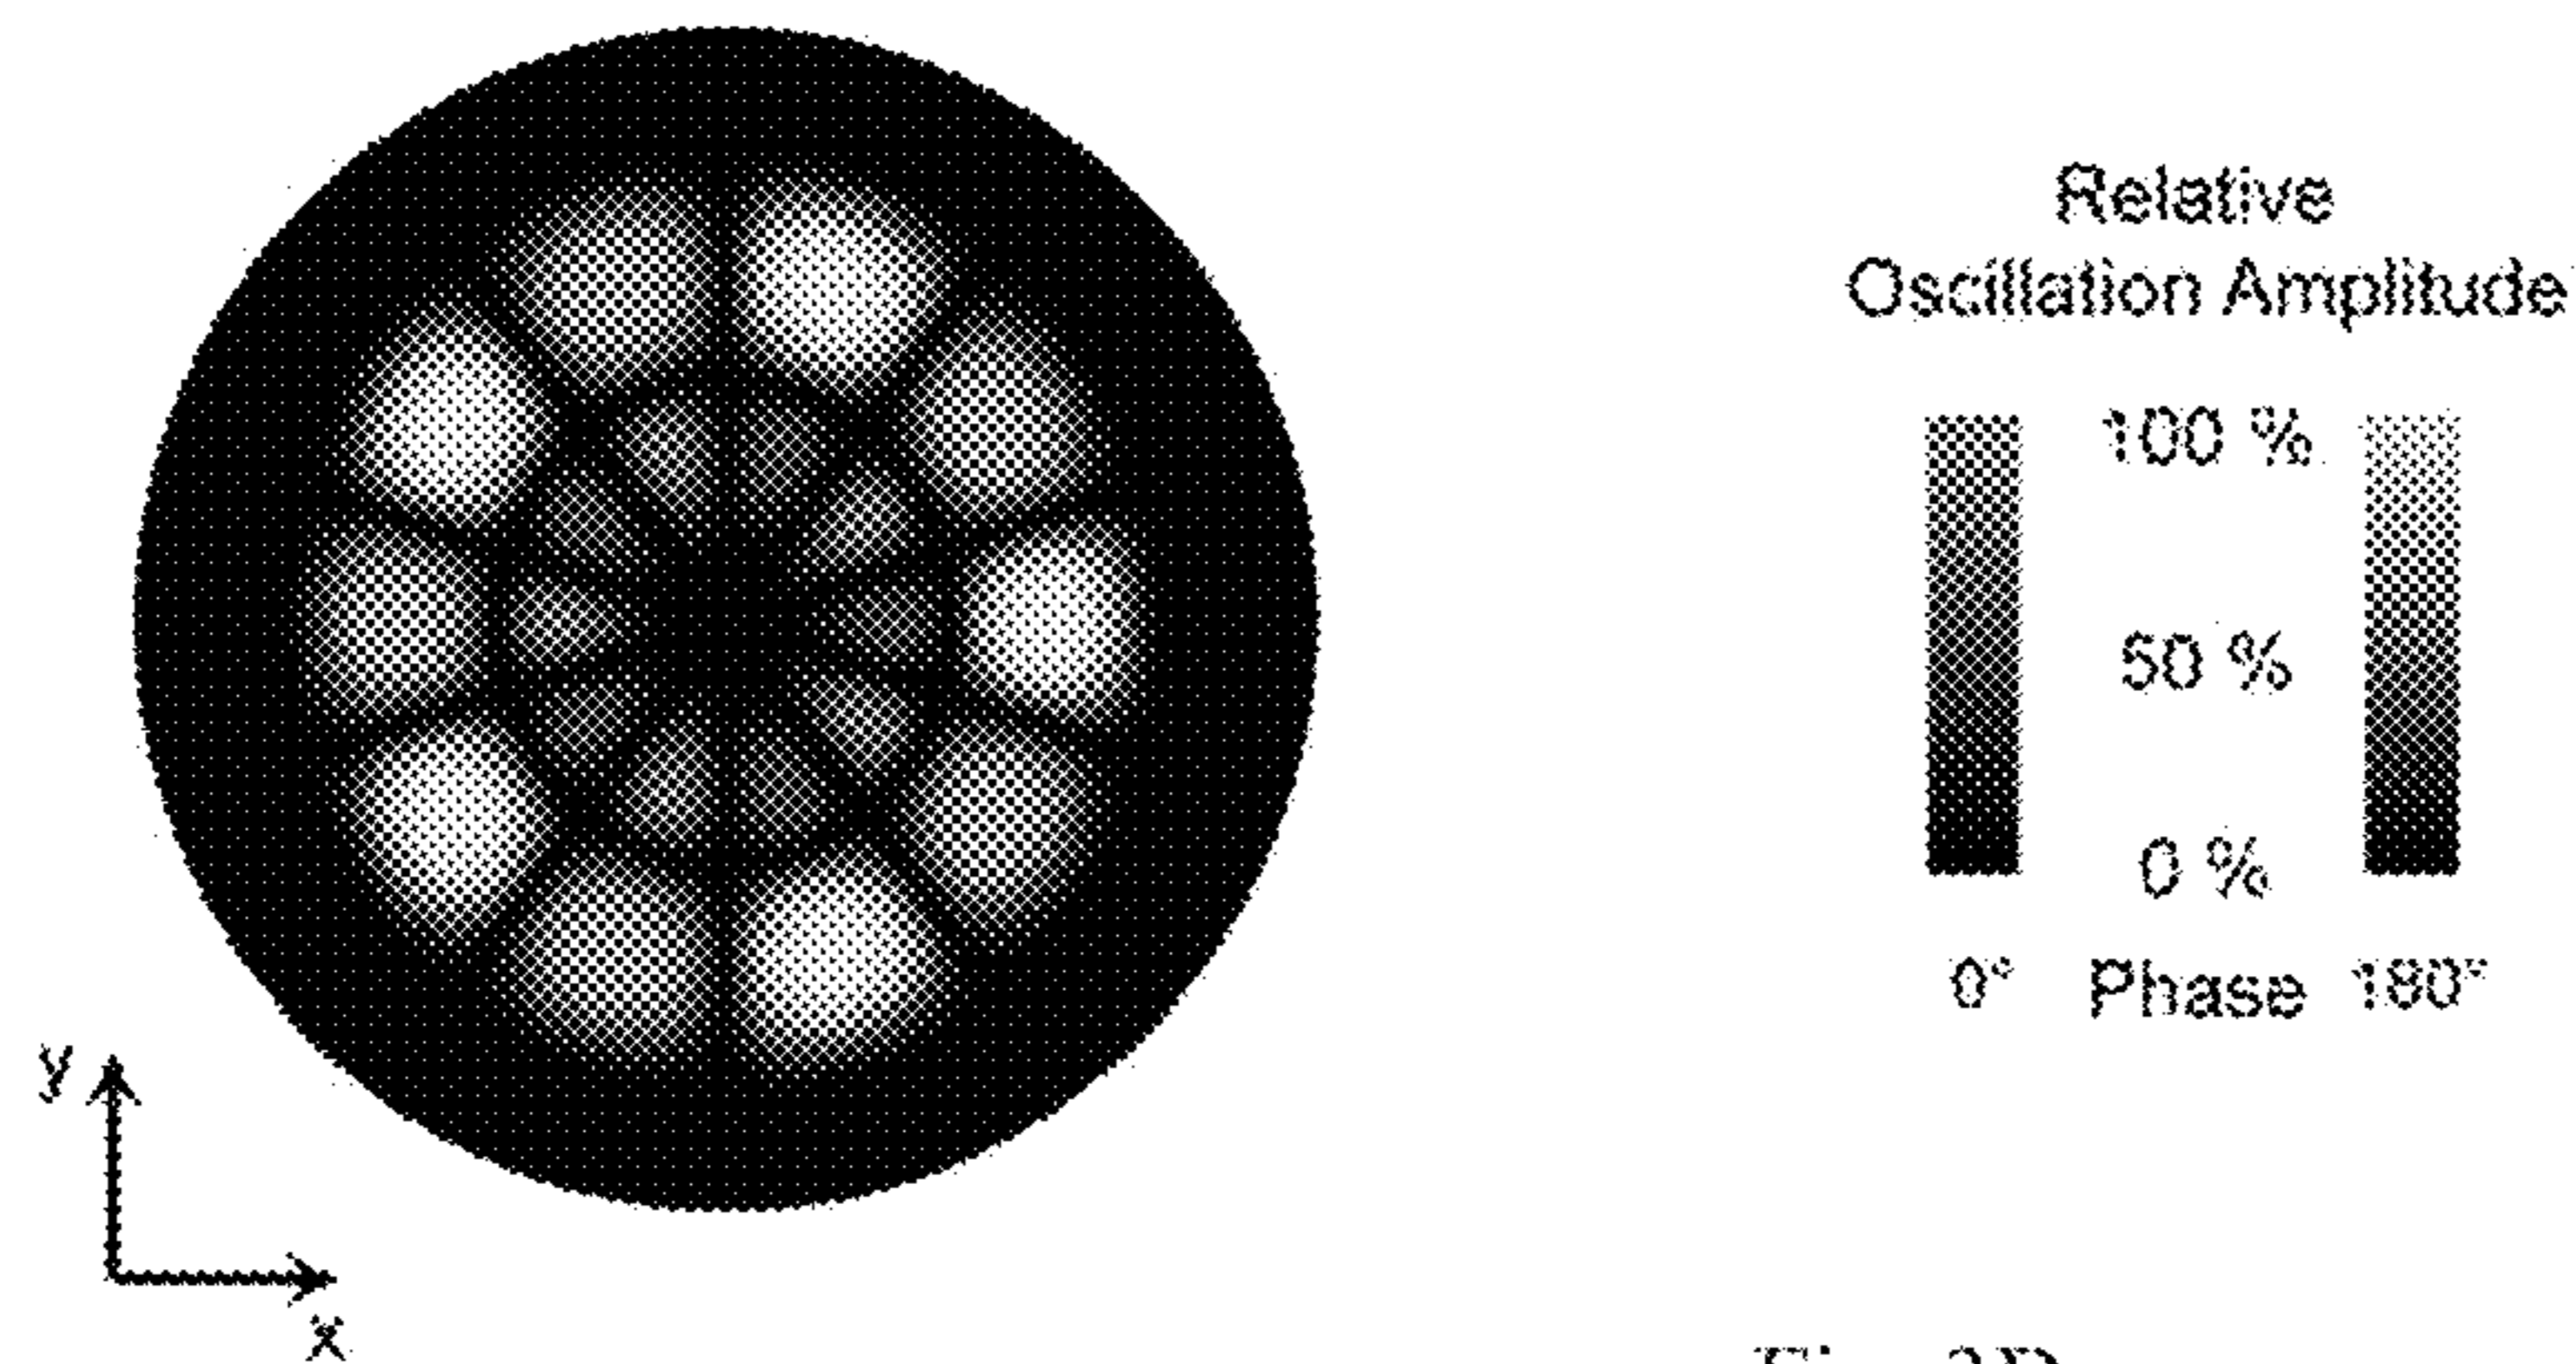 Relative
Oscillation Amplitude
100 %
50 %
0 %
0° Phase 180°
y
x